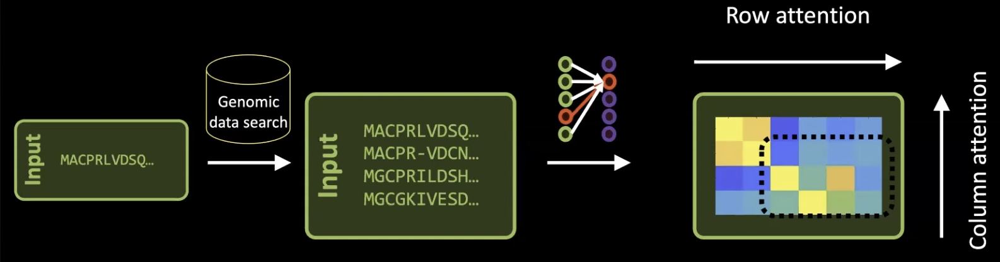 Row attention
Genomic
data search
Input
MACPRLVDSQ…
Input
MACPRLVDSQ…
MACPR-VDCN…
MGCPRILDSH…
MGCGKIVESD…
Column attention